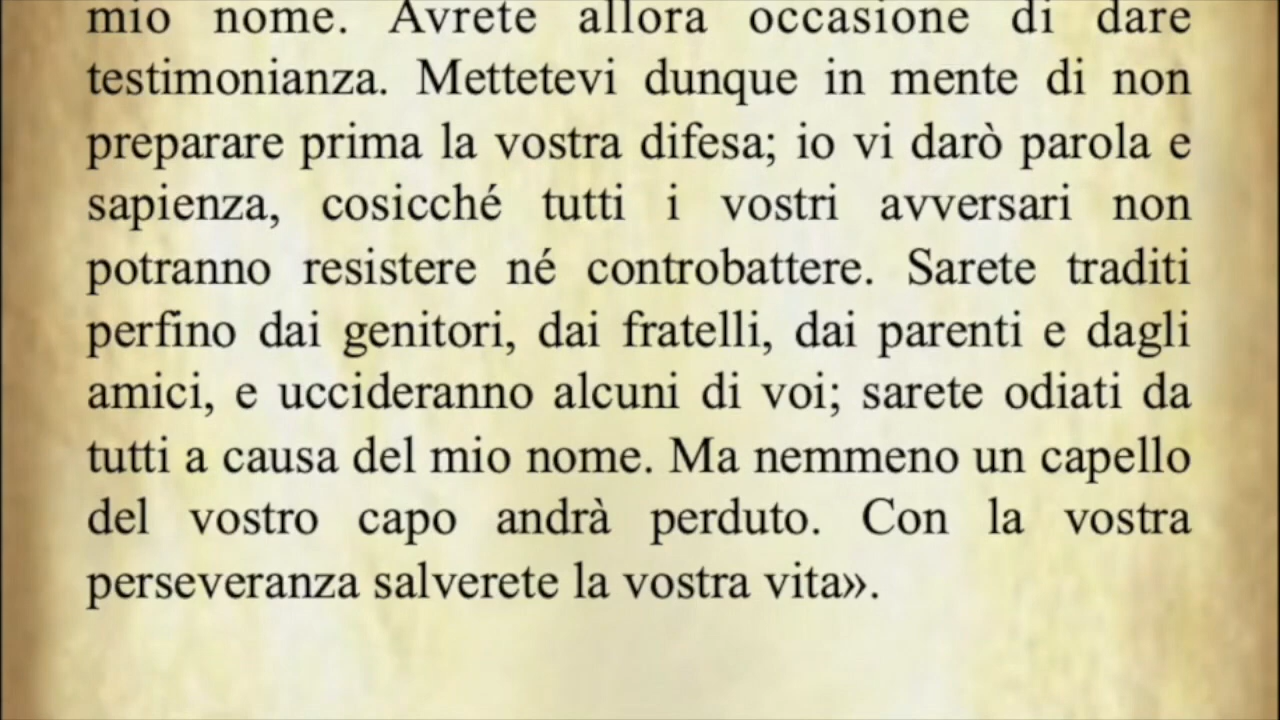 mio nome. Avrete allora occasione di dare
testimonianza. Mettetevi dunque in mente di non
preparare prima la vostra difesa; io vi darò parola e
sapienza, cosicché tutti i vostri avversari non
potranno resistere né controbattere. Sarete traditi
perfino dai genitori, dai fratelli, dai parenti e dagli
amici, e uccideranno alcuni di voi; sarete odiati da
tutti a causa del mio nome. Ma nemmeno un capello
del vostro capo andrà perduto. Con la vostra
perseveranza salverete la vostra vita».